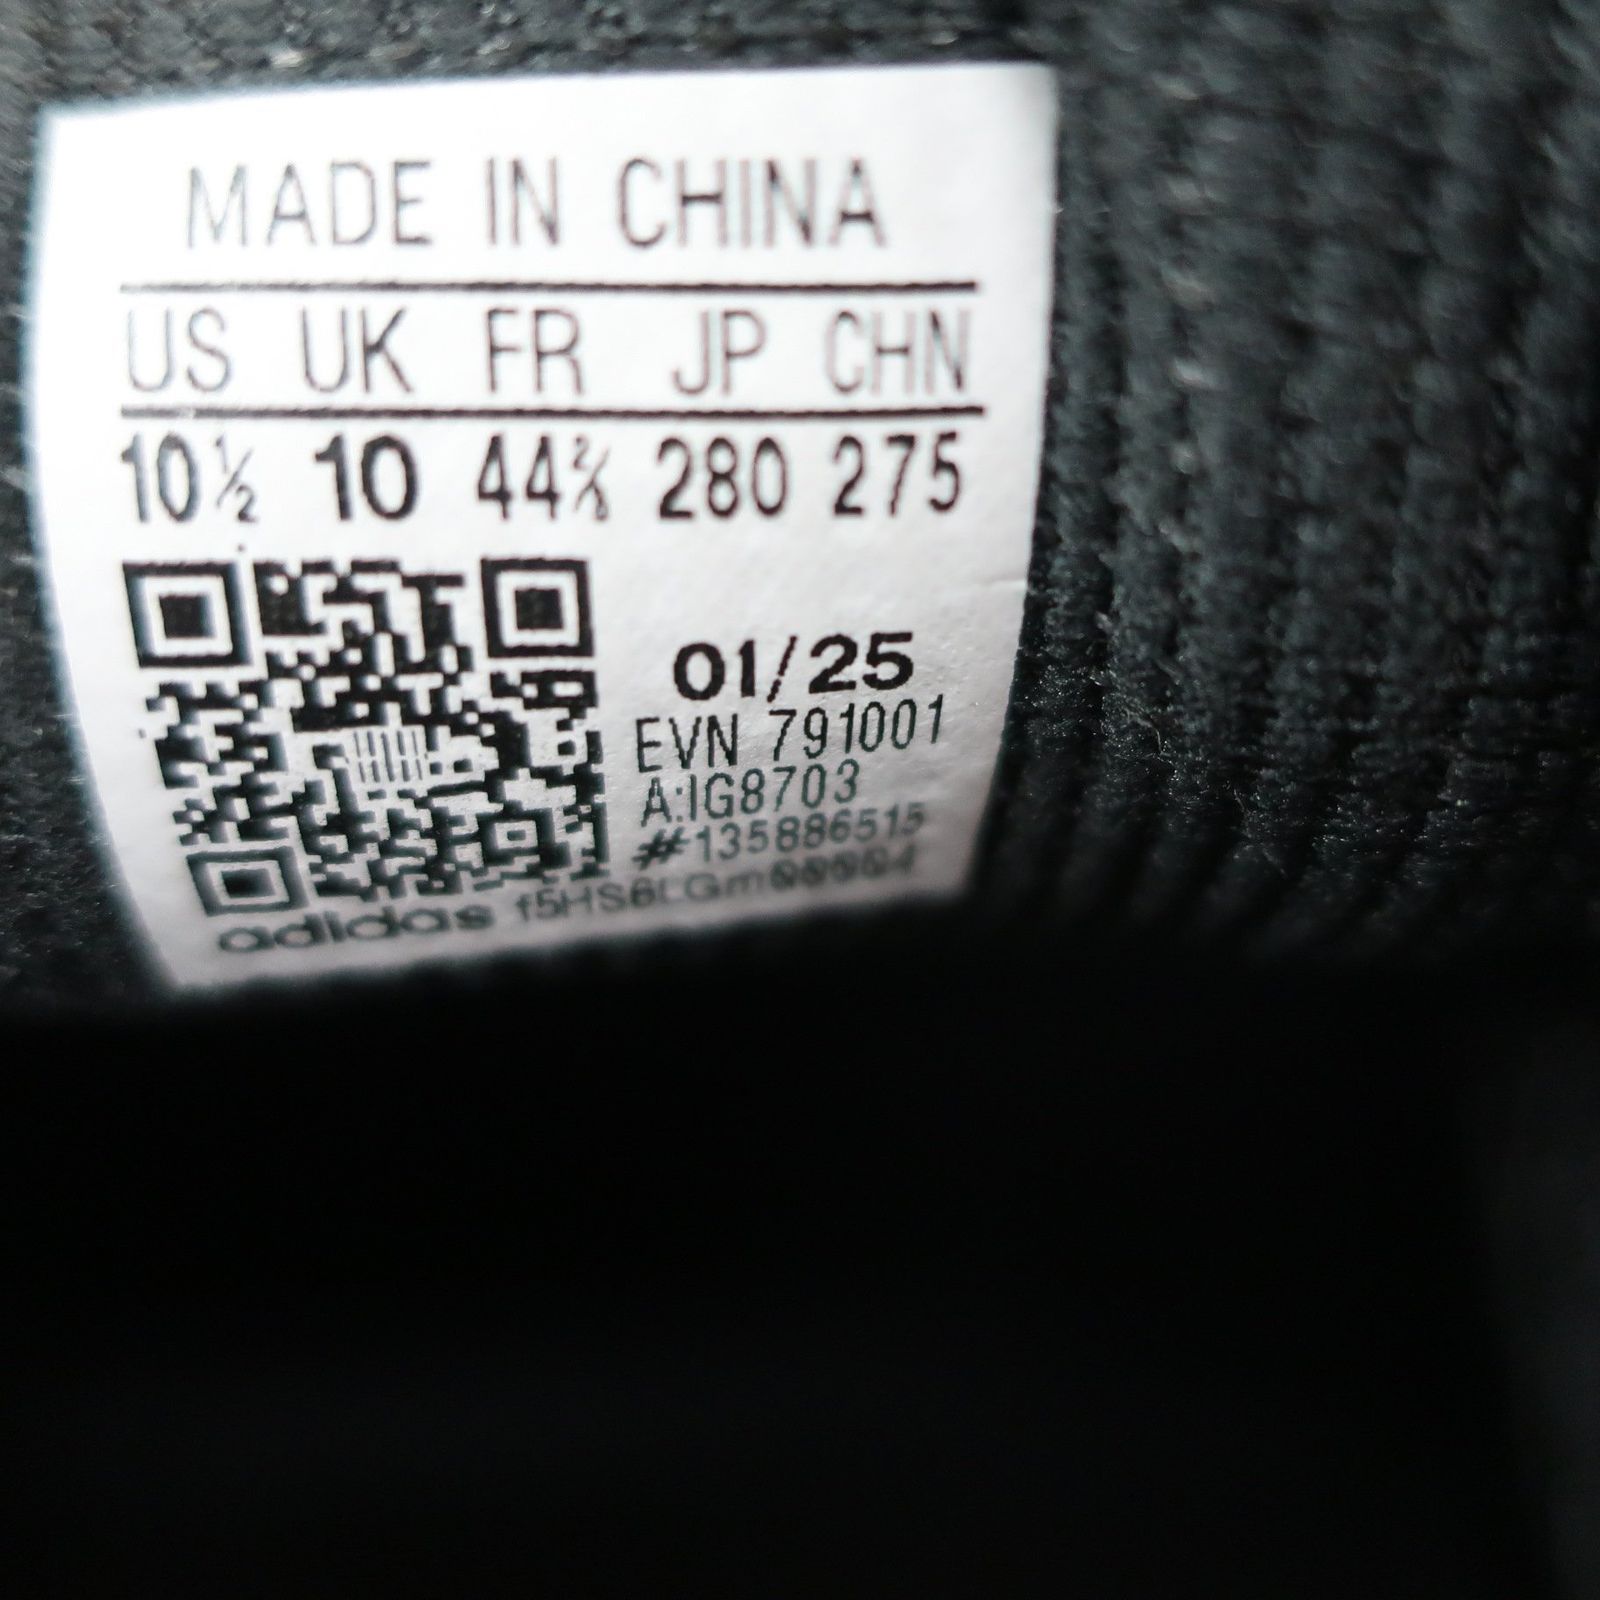 MADE IN CHINA
US UK FR JP CHN
10½ 10 44⅔ 280 275
01/25
EVN 791001
A:IG8703
#135886515
adidas